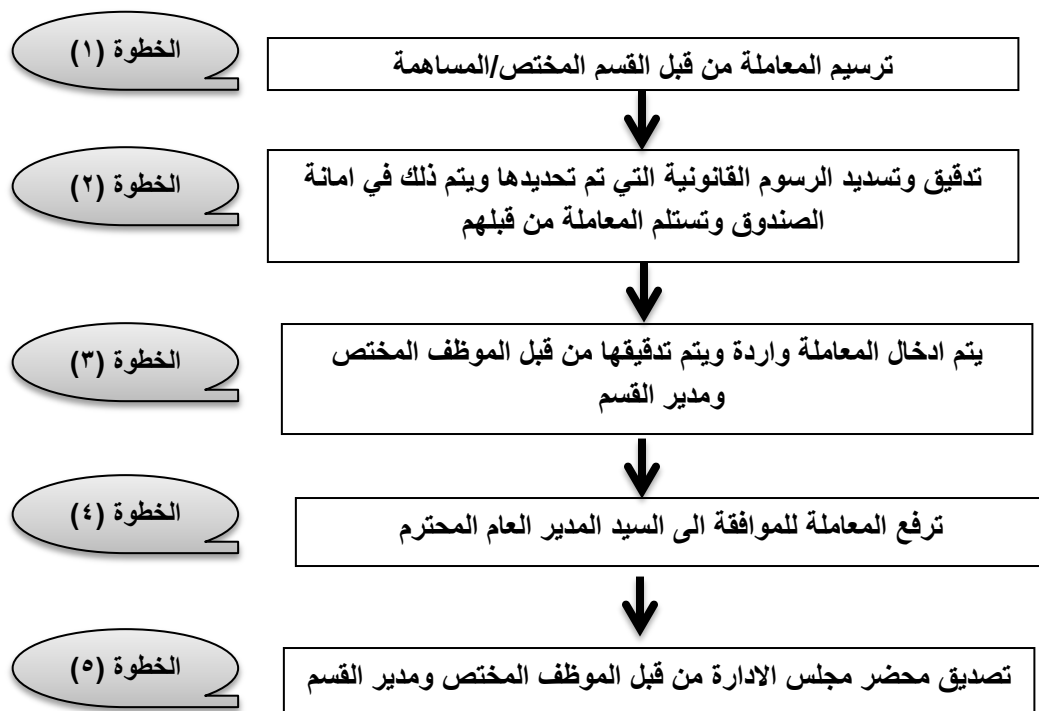 الخطوة (١)
ترسيم المعاملة من قبل القسم المختص/المساهمة
الخطوة (٢)
تدقيق وتسديد الرسوم القانونية التي تم تحديدها ويتم ذلك في امانة
الصندوق وتستلم المعاملة من قبلهم
الخطوة (٣)
يتم ادخال المعاملة واردة ويتم تدقيقها من قبل الموظف المختص
ومدير القسم
الخطوة (٤)
ترفع المعاملة للموافقة الى السيد المدير العام المحترم
الخطوة (٥)
تصديق محضر مجلس الادارة من قبل الموظف المختص ومدير القسم